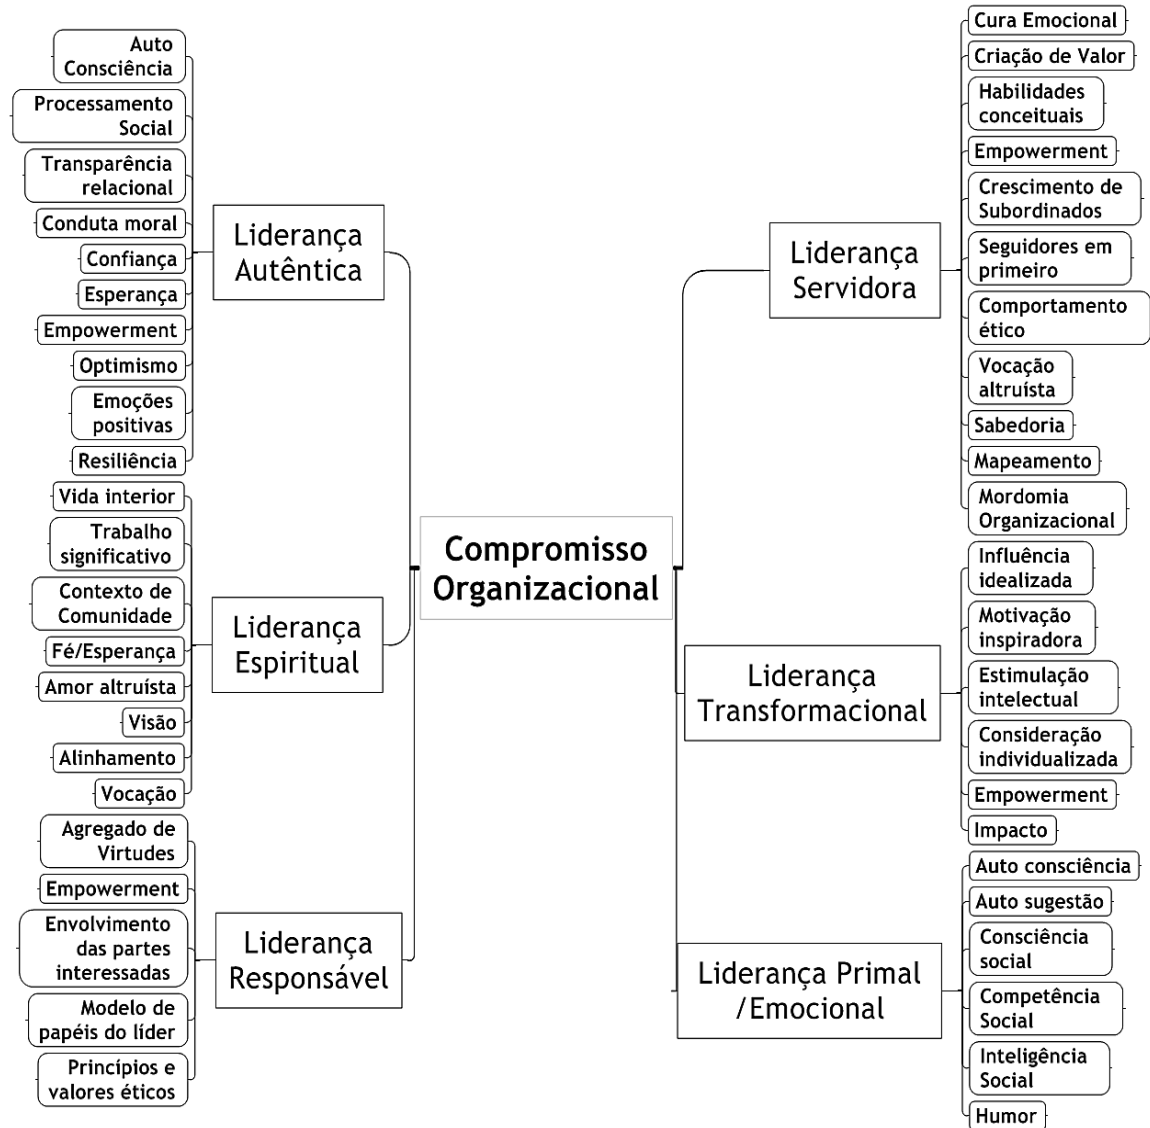 Auto
Consciência
Processamento
Social
Transparência
relacional
Conduta moral
Confiança
Esperança
Empowerment
Optimismo
Emoções
positivas
Resiliência
Liderança
Autêntica
Vida interior
Trabalho
significativo
Contexto de
Comunidade
Fé/Esperança
Amor altruísta
Visão
Alinhamento
Vocação
Liderança
Espiritual
Agregado de
Virtudes
Empowerment
Envolvimento
das partes
interessadas
Modelo de
papéis do líder
Princípios e
valores éticos
Liderança
Responsável
Compromisso
Organizacional
Liderança
Servidora
Cura Emocional
Criação de Valor
Habilidades
conceituais
Empowerment
Crescimento de
Subordinados
Seguidores em
primeiro
Comportamento
ético
Vocação
altruísta
Sabedoria
Mapeamento
Mordomia
Organizacional
Liderança
Transformacional
Influência
idealizada
Motivação
inspiradora
Estimulação
intelectual
Consideração
individualizada
Empowerment
Impacto
Liderança Primal
/Emocional
Auto consciência
Auto sugestão
Consciência
social
Competência
Social
Inteligência
Social
Humor